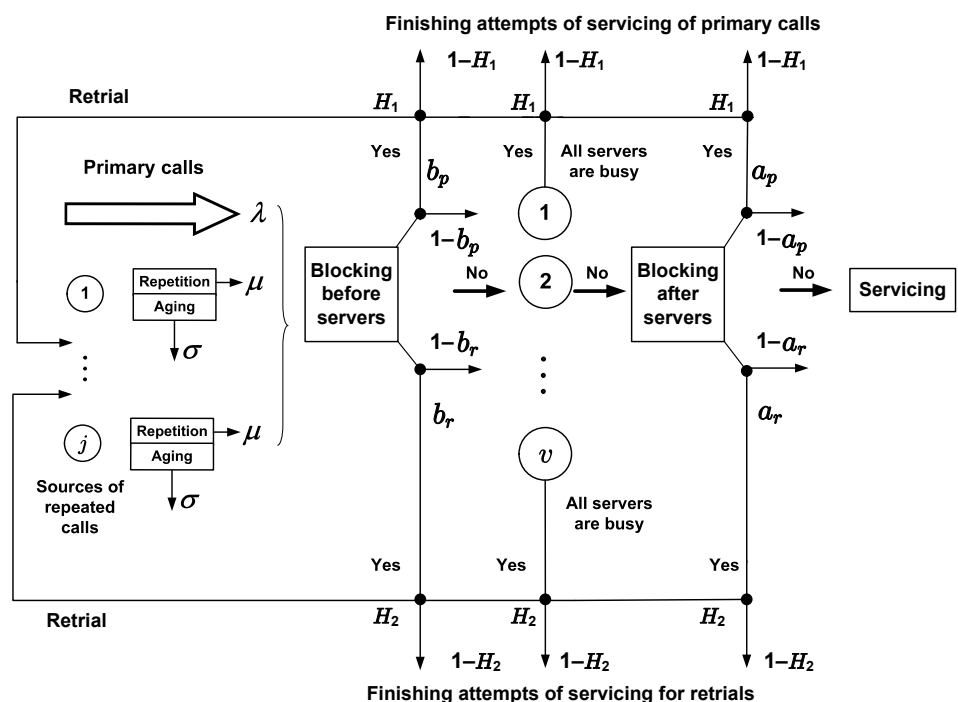 Finishing attempts of servicing of primary calls
1–H₁
1–H₁
1–H₁
Retrial
H₁
H₁
H₁
Yes
Yes
All servers
are busy
Yes
Primary calls
bₚ
aₚ
λ
1
1–bₚ
1–aₚ
1
Repetition
μ
Aging
σ
Blocking
before
servers
No
2
No
Blocking
after
servers
No
Servicing
1–bᵣ
1–aᵣ
⋮
⋮
bᵣ
aᵣ
j
Repetition
μ
Aging
σ
v
Sources of
repeated
calls
All servers
are busy
Yes
Yes
Yes
Retrial
H₂
H₂
H₂
1–H₂
1–H₂
1–H₂
Finishing attempts of servicing for retrials